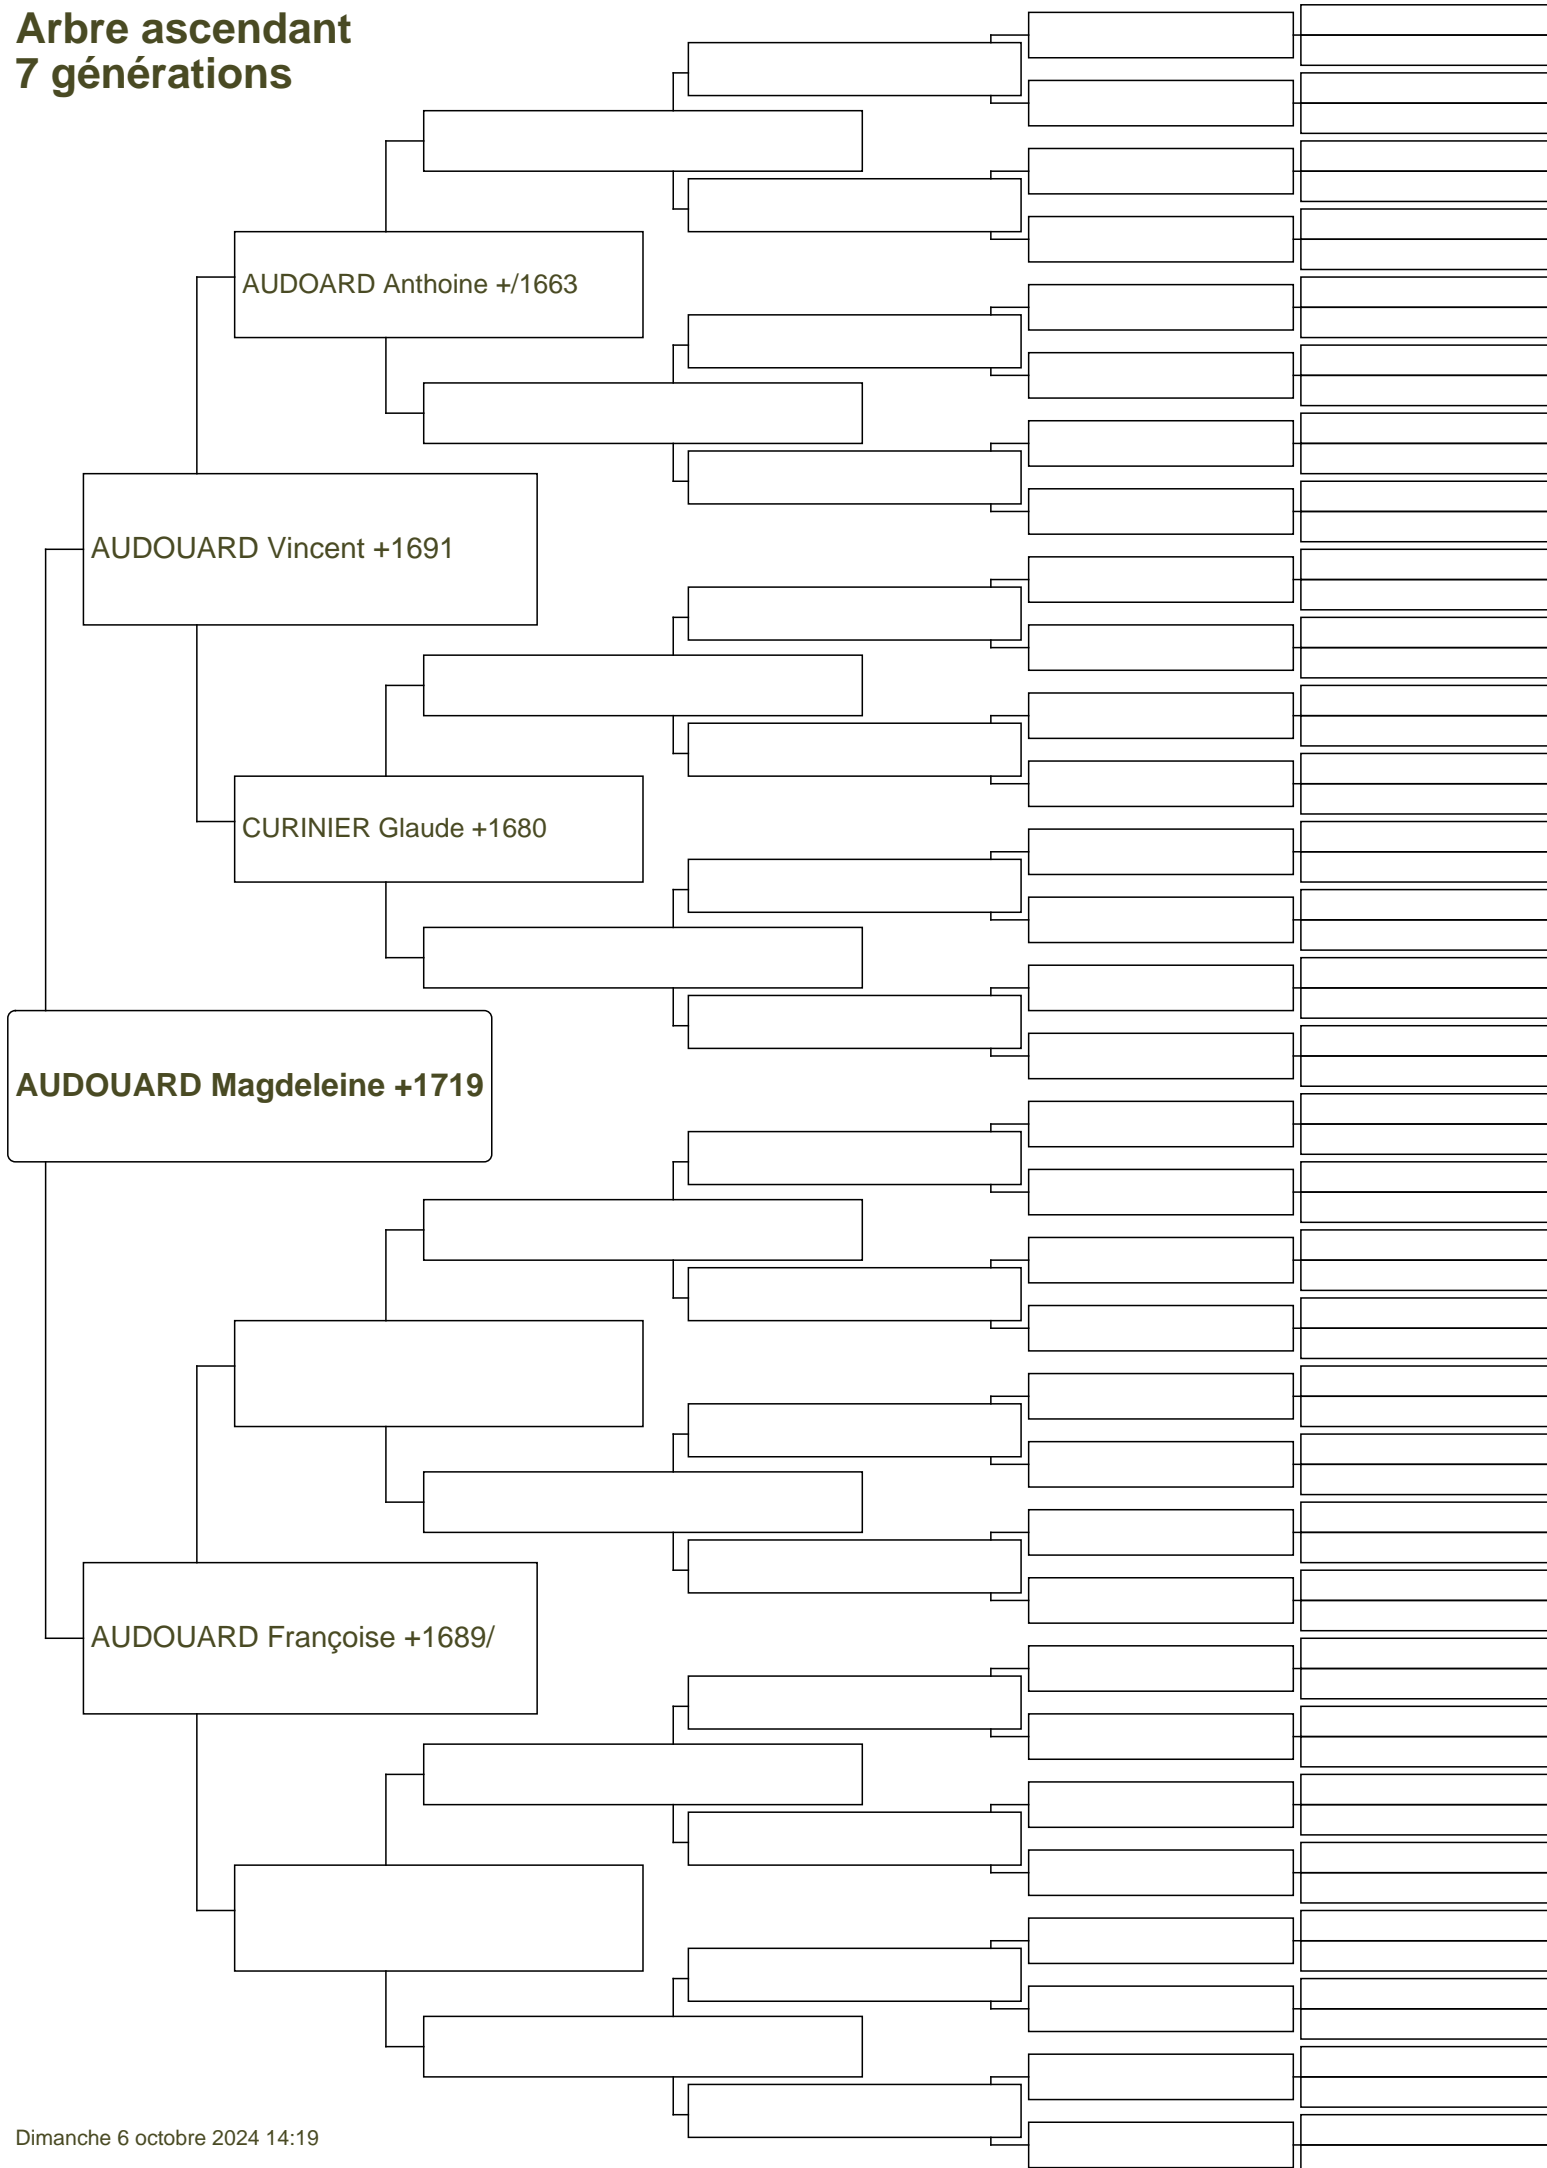 Arbre ascendant
7 générations
AUDOARD Anthoine +/1663
AUDOUARD Vincent +1691
CURINIER Glaude +1680
AUDOUARD Magdeleine +1719
AUDOUARD Françoise +1689/
Dimanche 6 octobre 2024 14:19